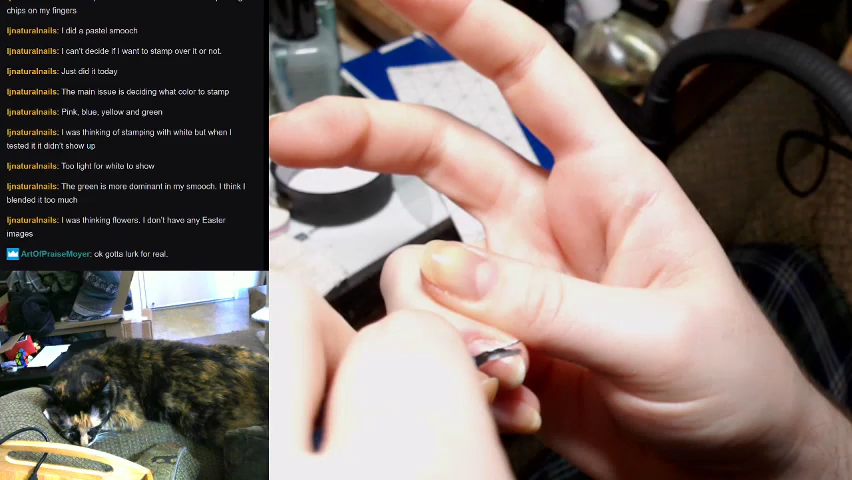 chips on my fingers
ljnaturalnails: I did a pastel smooch
ljnaturalnails: I can't decide if I want to stamp over it or not.
ljnaturalnails: Just did it today
ljnaturalnails: The main issue is deciding what color to stamp
ljnaturalnails: Pink, blue, yellow and green
ljnaturalnails: I was thinking of stamping with white but when I
tested it it didn't show up
ljnaturalnails: Too light for white to show
ljnaturalnails: The green is more dominant in my smooch. I think I
blended it too much
ljnaturalnails: I was thinking flowers. I don't have any Easter
images
ArtOfPraiseMoyer: ok gotta lurk for real.